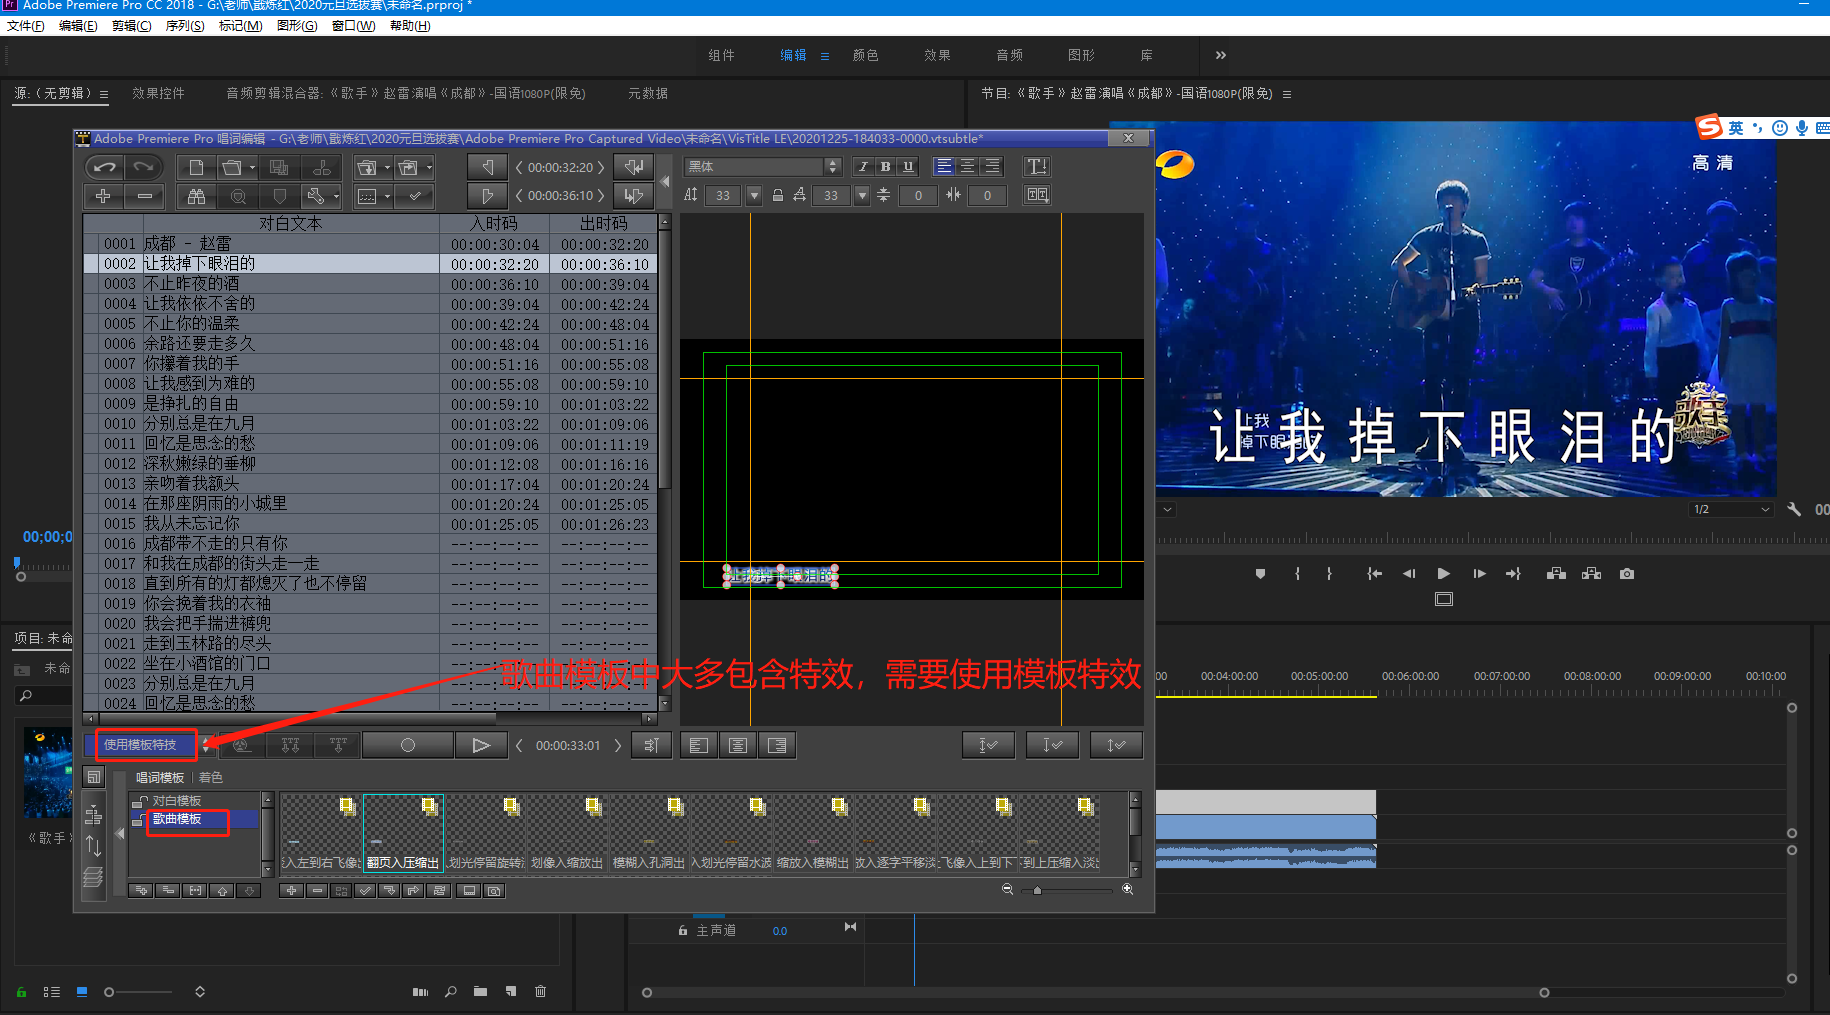 Adobe Premiere Pro CC 2018 - G:\老师\戢炼红\2020元旦选拔赛\未命名.prproj *
文件(F) 编辑(E) 剪辑(C) 序列(S) 标记(M) 图形(G) 窗口(W) 帮助(H)
组件 编辑 颜色 效果 音频 图形 库
源:（无剪辑） 效果控件 音频剪辑混合器:《歌手》赵雷演唱《成都》-国语1080P(限免) 元数据
节目:《歌手》赵雷演唱《成都》-国语1080P(限免)
Adobe Premiere Pro 唱词编辑 - G:\老师\戢炼红\2020元旦选拔赛\Adobe Premiere Pro Captured Video\未命名\VisTitle LE\20201225-184033-0000.vtsubtle*
00:00:32:20
黑体
00:00:36:10
33 33 0 0
对白文本 入时码 出时码
0001 成都 - 赵雷 00:00:30:04 00:00:32:20
0002 让我掉下眼泪的 00:00:32:20 00:00:36:10
0003 不止昨夜的酒 00:00:36:10 00:00:39:04
0004 让我依依不舍的 00:00:39:04 00:00:42:24
0005 不止你的温柔 00:00:42:24 00:00:48:04
0006 余路还要走多久 00:00:48:04 00:00:51:16
0007 你攥着我的手 00:00:51:16 00:00:55:08
0008 让我感到为难的 00:00:55:08 00:00:59:10
0009 是挣扎的自由 00:00:59:10 00:01:03:22
0010 分别总是在九月 00:01:03:22 00:01:09:06
0011 回忆是思念的愁 00:01:09:06 00:01:11:19
0012 深秋嫩绿的垂柳 00:01:12:08 00:01:16:16
0013 亲吻着我额头 00:01:17:04 00:01:20:24
0014 在那座阴雨的小城里 00:01:20:24 00:01:25:05
0015 我从未忘记你 00:01:25:05 00:01:26:23
0016 成都带不走的只有你 --:--:--:-- --:--:--:--
0017 和我在成都的街头走一走 --:--:--:-- --:--:--:--
0018 直到所有的灯都熄灭了也不停留 --:--:--:-- --:--:--:--
0019 你会挽着我的衣袖 --:--:--:-- --:--:--:--
0020 我会把手揣进裤兜 --:--:--:-- --:--:--:--
0021 走到玉林路的尽头 --:--:--:-- --:--:--:--
0022 坐在小酒馆的门口 --:--:--:-- --:--:--:--
0023 分别总是在九月 --:--:--:-- --:--:--:--
0024 回忆是思念的愁 --:--:--:-- --:--:--:--
让我掉下眼泪的
歌曲模板中大多包含特效，需要使用模板特效
使用模板特技
00:00:33:01
唱词模板 着色
对白模板
歌曲模板
入左到右飞像出 翻页入压缩出 划光停留旋转 划像入缩放出 模糊入孔洞出 入划光停留水波 缩放入模糊出 放入逐字平移淡 飞像入上到下 到上压缩入淡出
英
高清
让我
掉下眼泪的
让我掉下眼泪的
歌手
1/2
00
00;00;0
项目: 未命
未命
《歌手》
00 00:04:00:00 00:05:00:00 00:06:00:00 00:07:00:00 00:08:00:00 00:09:00:00 00:10:00
主声道 0.0